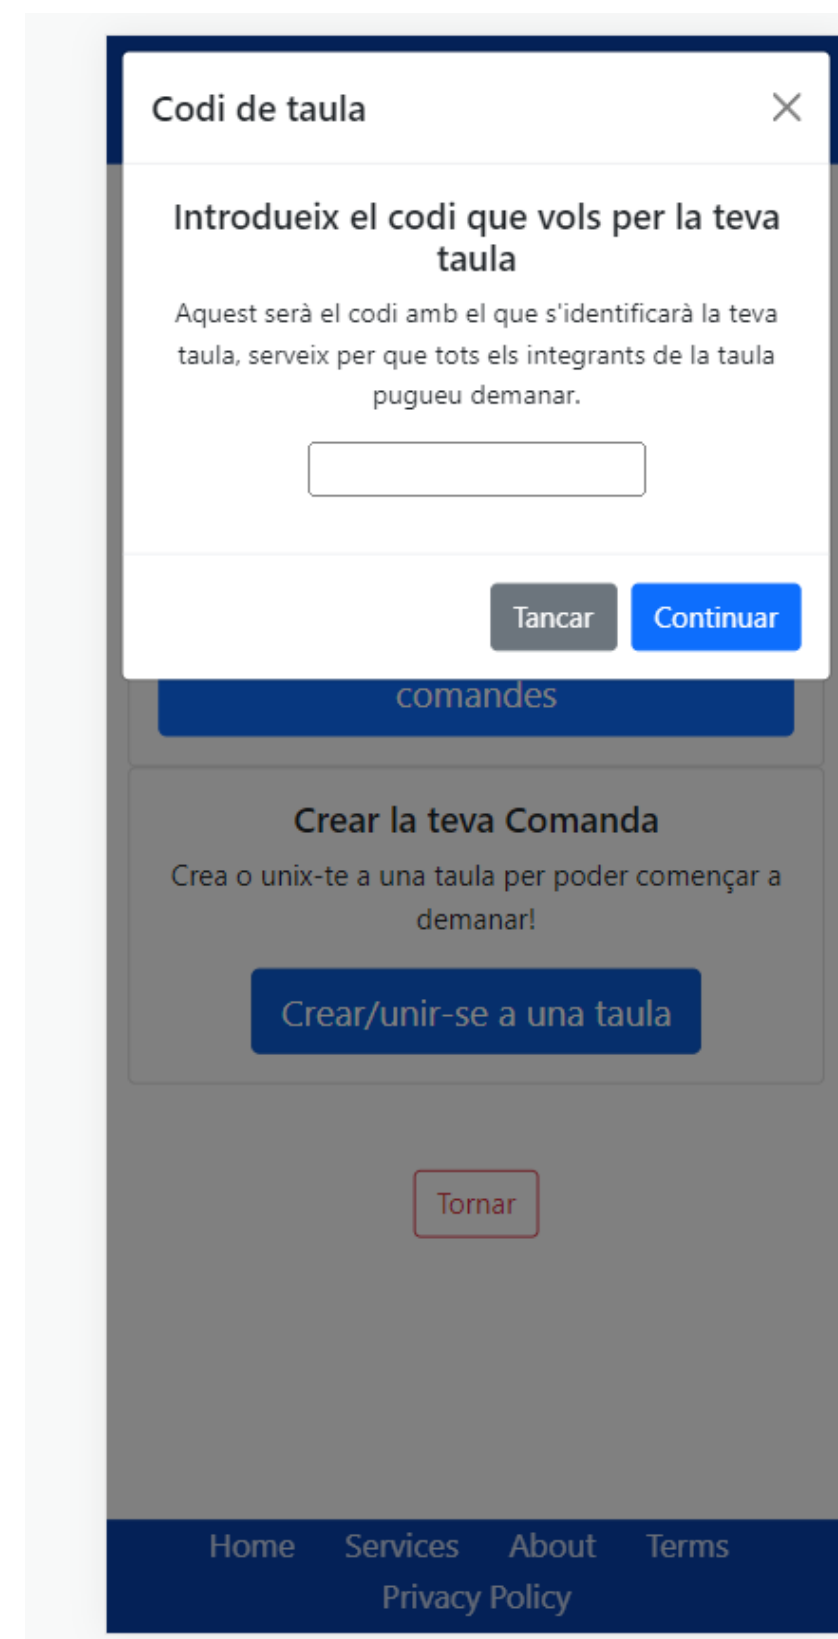 Codi de taula
Introdueix el codi que vols per la teva
taula
Aquest serà el codi amb el que s'identificarà la teva
taula, serveix per que tots els integrants de la taula
pugueu demanar.
Tancar
Continuar
comandes
Crear la teva Comanda
Crea o unix-te a una taula per poder començar a
demanar!
Crear/unir-se a una taula
Tornar
Home Services About Terms
Privacy Policy